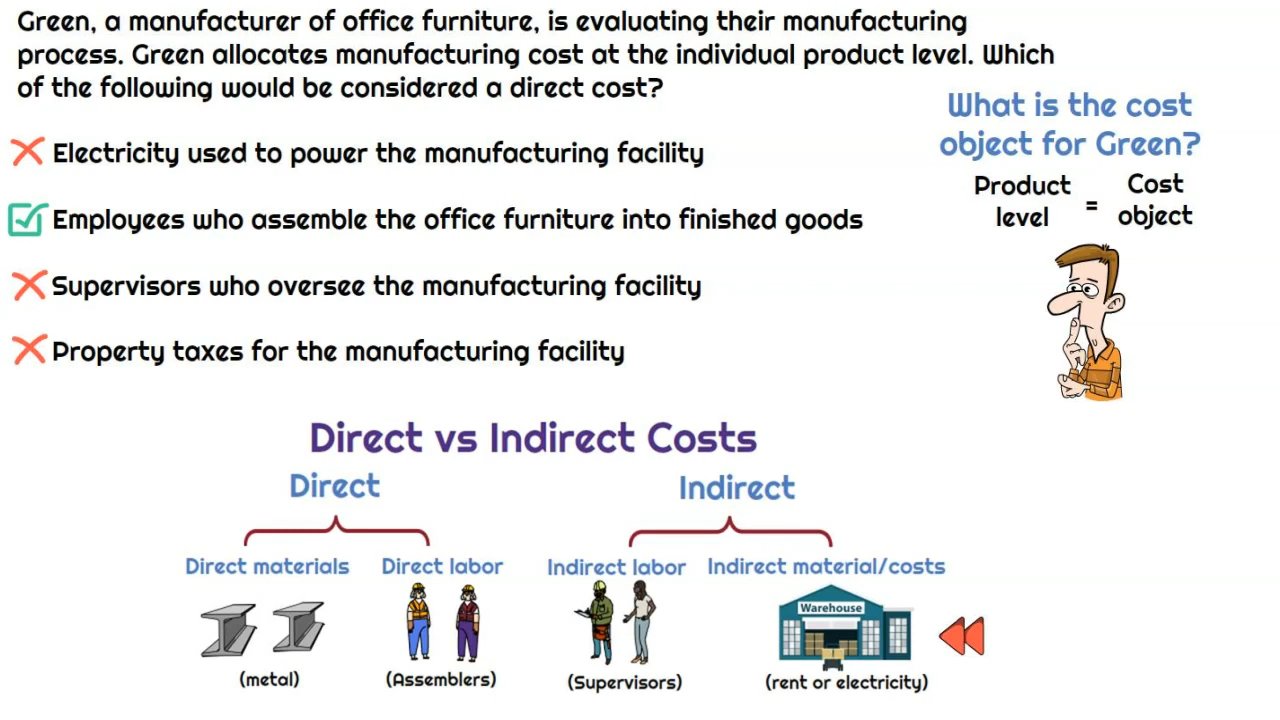 Green, a manufacturer of office furniture, is evaluating their manufacturing
process. Green allocates manufacturing cost at the individual product level. Which
of the following would be considered a direct cost?
What is the cost
object for Green?
Product
level
=
Cost
object
Electricity used to power the manufacturing facility
Employees who assemble the office furniture into finished goods
Supervisors who oversee the manufacturing facility
Property taxes for the manufacturing facility
Direct vs Indirect Costs
Direct
Indirect
Direct materials
Direct labor
Indirect labor
Indirect material/costs
Warehouse
(metal)
(Assemblers)
(Supervisors)
(rent or electricity)